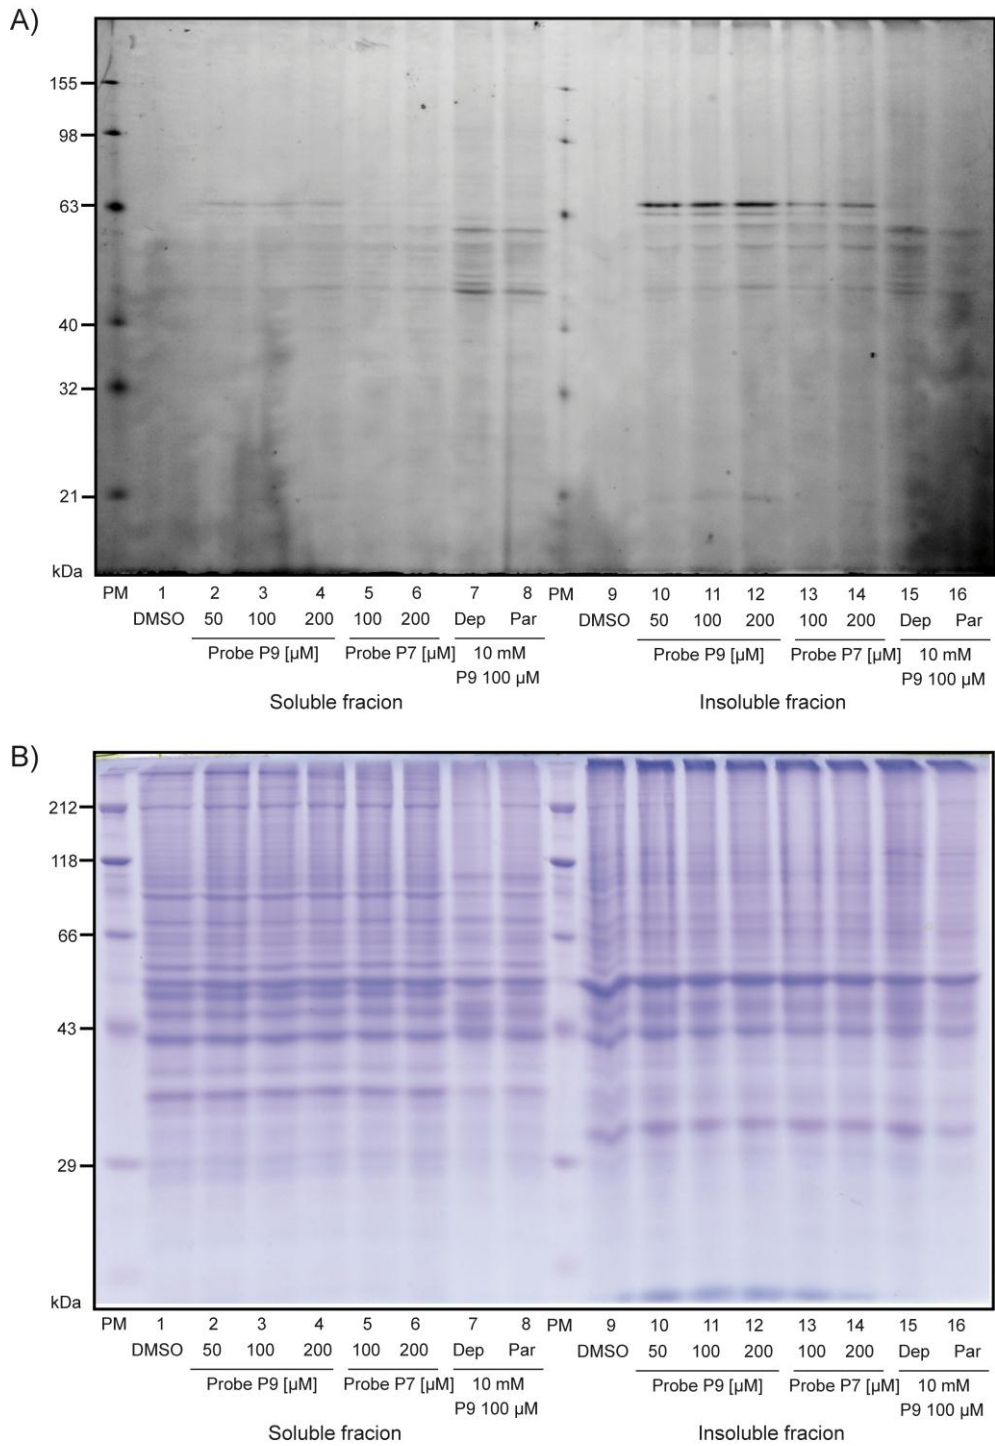 A)
155
98
63
40
32
21
kDa
PM 1 2 3 4 5 6 7 8 PM 9 10 11 12 13 14 15 16
DMSO 50 100 200 100 200 Dep Par DMSO 50 100 200 100 200 Dep Par
Probe P9 [µM] Probe P7 [µM] 10 mM Probe P9 [µM] Probe P7 [µM] 10 mM
P9 100 µM P9 100 µM
Soluble fracion Insoluble fracion
B)
212
118
66
43
29
kDa
PM 1 2 3 4 5 6 7 8 PM 9 10 11 12 13 14 15 16
DMSO 50 100 200 100 200 Dep Par DMSO 50 100 200 100 200 Dep Par
Probe P9 [µM] Probe P7 [µM] 10 mM Probe P9 [µM] Probe P7 [µM] 10 mM
P9 100 µM P9 100 µM
Soluble fracion Insoluble fracion